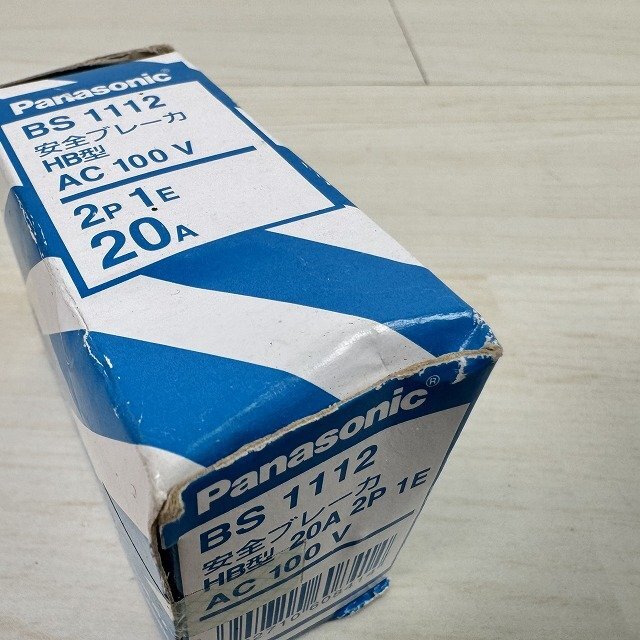 Panasonic
BS 1112
安全ブレーカ
HB型
AC 100 V
2P 1E
20A
Panasonic®
BS 1112
安全ブレーカ
HB型 20A 2P 1E
AC 100 V